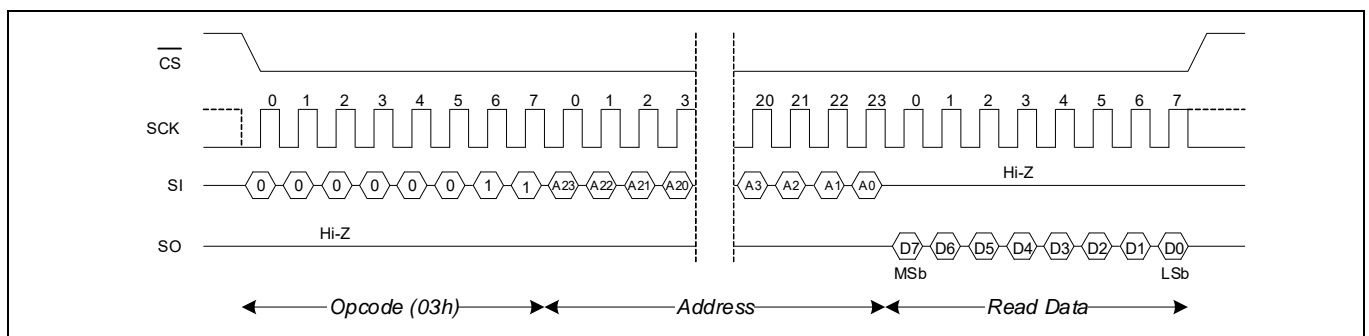 CS
0 1 2 3 4 5 6 7 0 1 2 3 20 21 22 23 0 1 2 3 4 5 6 7
SCK
Hi-Z
SI 0 0 0 0 0 0 1 1 A23 A22 A21 A20 A3 A2 A1 A0
Hi-Z
SO D7 D6 D5 D4 D3 D2 D1 D0
MSb LSb
Opcode (03h) Address Read Data